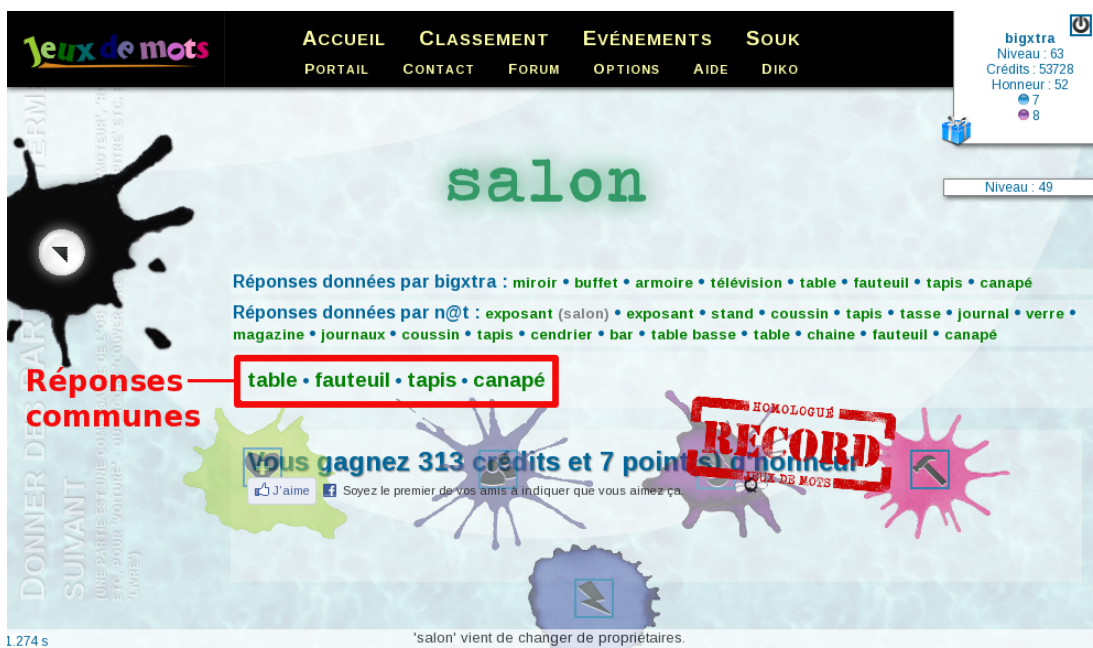 Jeux de mots
ACCUEIL CLASSEMENT EVÉNEMENTS SOUK
PORTAIL CONTACT FORUM OPTIONS AIDE DIKO
bigxtra
Niveau : 63
Crédits : 53728
Honneur : 52
7
8
Niveau : 49
salon
Réponses données par bigxtra : miroir • buffet • armoire • télévision • table • fauteuil • tapis • canapé
Réponses données par n@t : exposant (salon) • exposant • stand • coussin • tapis • tasse • journal • verre •
magazine • journaux • coussin • tapis • cendrier • bar • table basse • table • chaine • fauteuil • canapé
Réponses
communes
table • fauteuil • tapis • canapé
HOMOLOGUÉ
RECORD
JEUX DE MOTS
Vous gagnez 313 crédits et 7 point(s) d'honneur
J'aime
Soyez le premier de vos amis à indiquer que vous aimez ça.
DONNER DES PART
SUIVANT
'LIVRE')
'salon' vient de changer de propriétaires.
1.274 s